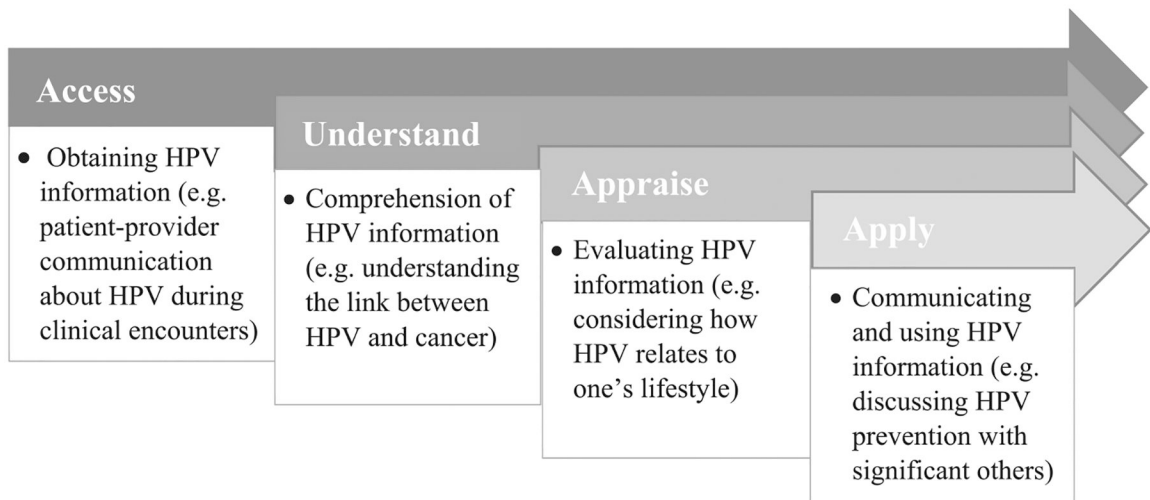 Access
• Obtaining HPV
information (e.g.
patient-provider
communication
about HPV during
clinical encounters)
Understand
• Comprehension of
HPV information
(e.g. understanding
the link between
HPV and cancer)
Appraise
• Evaluating HPV
information (e.g.
considering how
HPV relates to
one’s lifestyle)
Apply
• Communicating
and using HPV
information (e.g.
discussing HPV
prevention with
significant others)